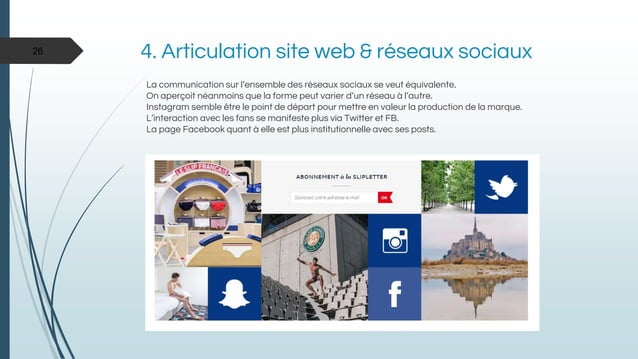 26
4. Articulation site web & réseaux sociaux
La communication sur l'ensemble des réseaux sociaux se veut équivalente.
On aperçoit néanmoins que la forme peut varier d'un réseau à l'autre.
Instagram semble être le point de départ pour mettre en valeur la production de la marque.
L'interaction avec les fans se manifeste plus via Twitter et FB.
La page Facebook quant à elle est plus institutionnelle avec ses posts.
LE SLIP FRANÇAIS
ABONNEMENT à la SLIPLETTER
Saisissez votre adresse e-mail
OK